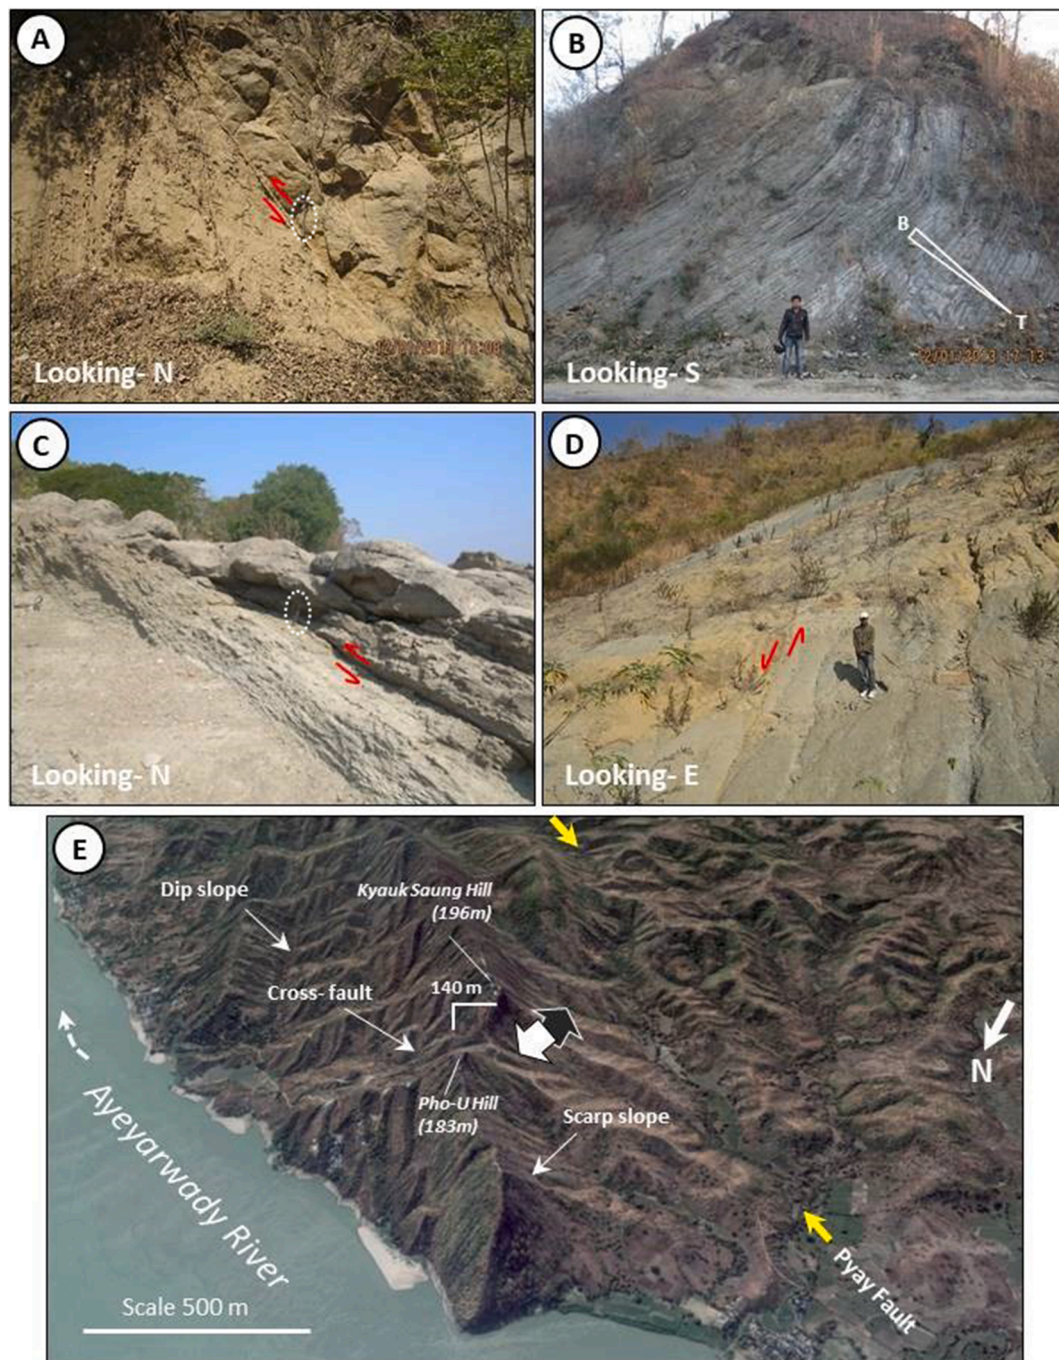 A
Looking- N
B
B
T
Looking- S
C
Looking- N
D
Looking- E
E
Dip slope
Kyauk Saung Hill
(196m)
Cross- fault
140 m
N
Pho-U Hill
(183m)
Scarp slope
Ayeyarwady River
Pyay Fault
Scale 500 m